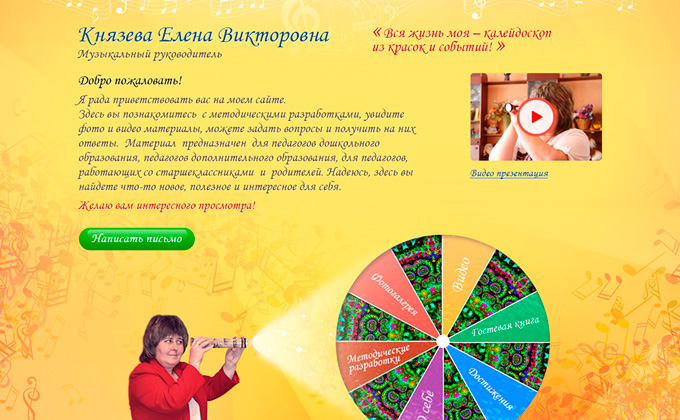 Князева Елена Викторовна
Музыкальный руководитель
« Вся жизнь моя – калейдоскоп
из красок и событий! »
Добро пожаловать!
Я рада приветствовать вас на моем сайте.
Здесь вы познакомитесь с методическими разработками, увидите
фото и видео материалы, можете задать вопросы и получить на них
ответы. Материал предназначен для педагогов дошкольного
образования, педагогов дополнительного образования, для педагогов,
работающих со старшеклассниками и родителей. Надеюсь, здесь вы
найдете что-то новое, полезное и интересное для себя.
Желаю вам интересного просмотра!
Видео презентация
Написать письмо
Фотогалерея
Видео
Гостевая книга
Методические
разработки
себе
Достижения